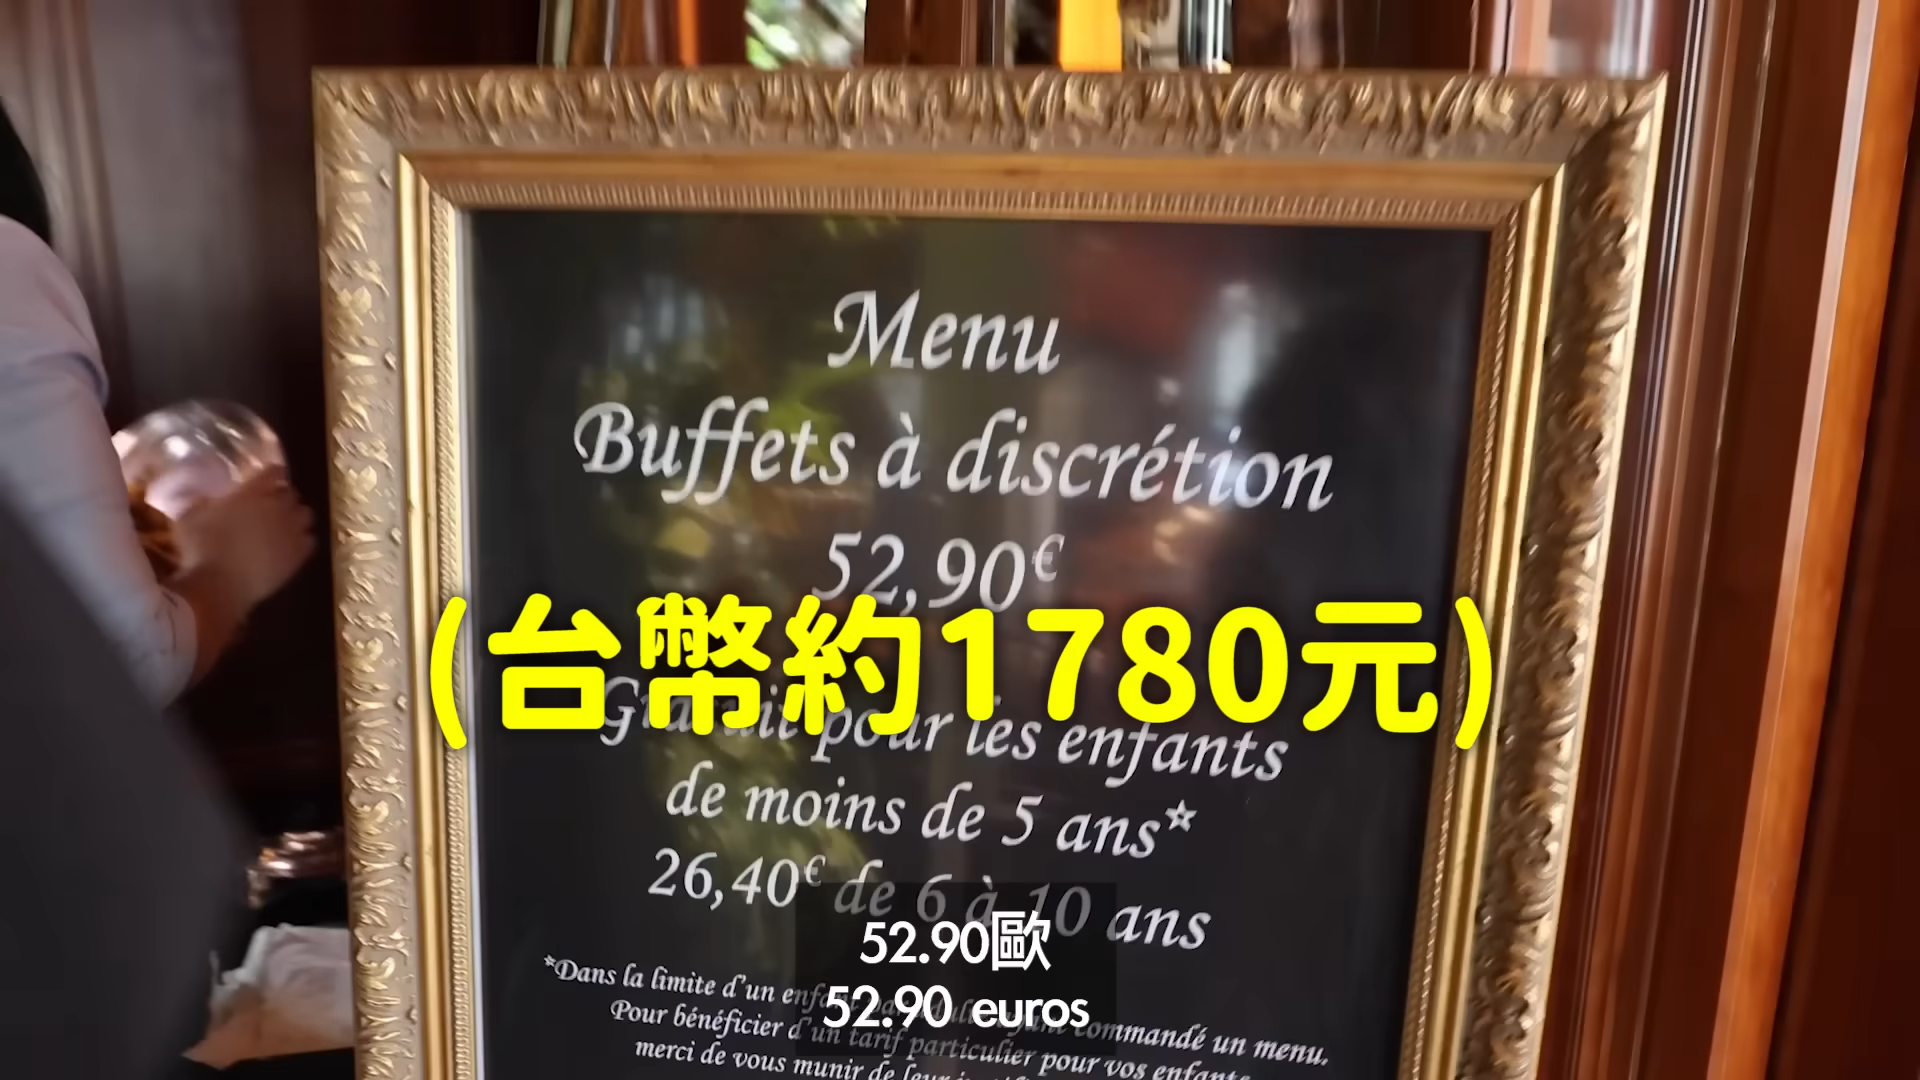 Menu
Buffets à discrétion
52,90€
(台幣約1780元)
Gratuit pour les enfants
de moins de 5 ans*
26,40€ de 6 à 10 ans
52.90歐
*Dans la limite d'un commandé un menu.
52.90 euros
Pour bénéficier d'un tarif particulier pour vos enfants
merci de vous munir de